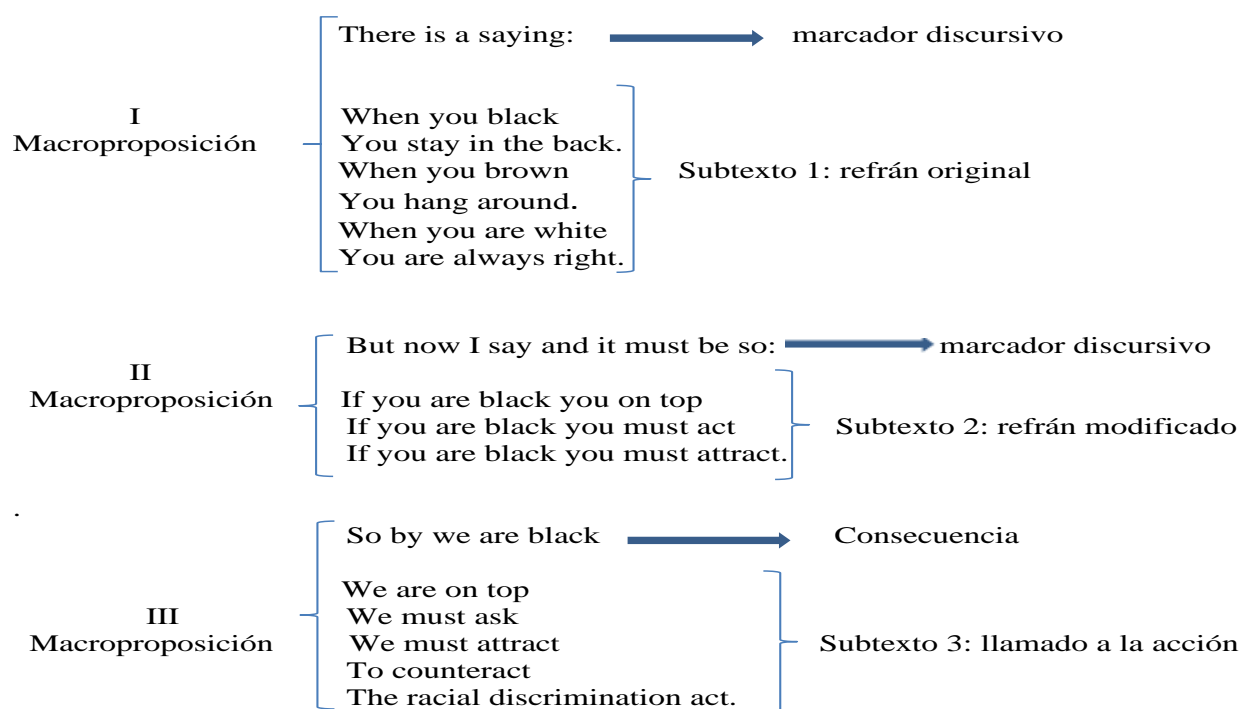 There is a saying: marcador discursivo
I
Macroproposición
When you black
You stay in the back.
When you brown
You hang around.
When you are white
You are always right.
Subtexto 1: refrán original
II
Macroproposición
But now I say and it must be so: marcador discursivo
If you are black you on top
If you are black you must act
If you are black you must attract.
Subtexto 2: refrán modificado
.
III
Macroproposición
So by we are black Consecuencia
We are on top
We must ask
We must attract
To counteract
The racial discrimination act.
Subtexto 3: llamado a la acción